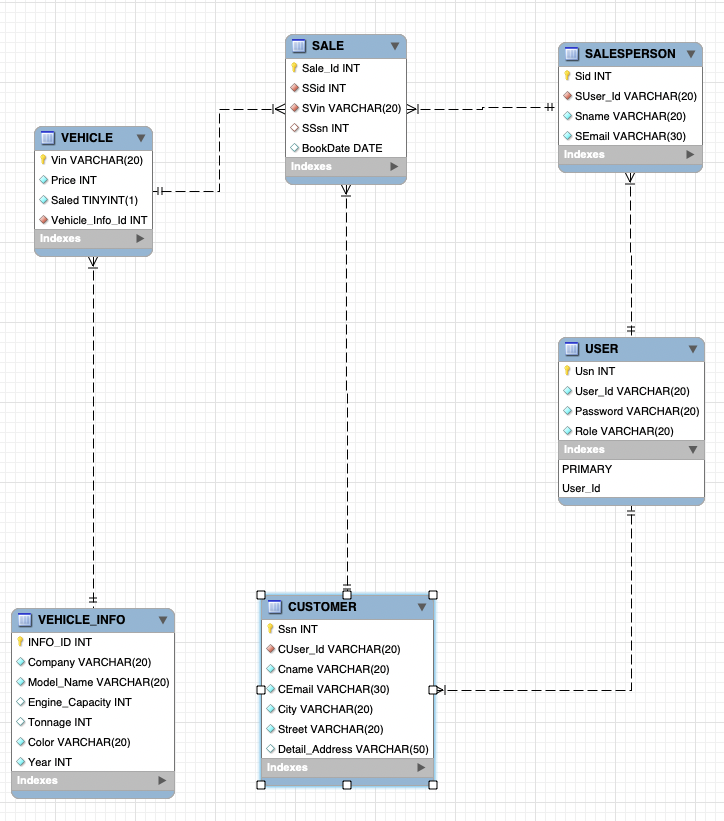 SALE
Sale_Id INT
SSid INT
SVin VARCHAR(20)
SSsn INT
BookDate DATE
Indexes
SALESPERSON
Sid INT
SUser_Id VARCHAR(20)
Sname VARCHAR(20)
SEmail VARCHAR(30)
Indexes
VEHICLE
Vin VARCHAR(20)
Price INT
Saled TINYINT(1)
Vehicle_Info_Id INT
Indexes
USER
Usn INT
User_Id VARCHAR(20)
Password VARCHAR(20)
Role VARCHAR(20)
Indexes
PRIMARY
User_Id
VEHICLE_INFO
INFO_ID INT
Company VARCHAR(20)
Model_Name VARCHAR(20)
Engine_Capacity INT
Tonnage INT
Color VARCHAR(20)
Year INT
Indexes
CUSTOMER
Ssn INT
CUser_Id VARCHAR(20)
Cname VARCHAR(20)
CEmail VARCHAR(30)
City VARCHAR(20)
Street VARCHAR(20)
Detail_Address VARCHAR(50)
Indexes